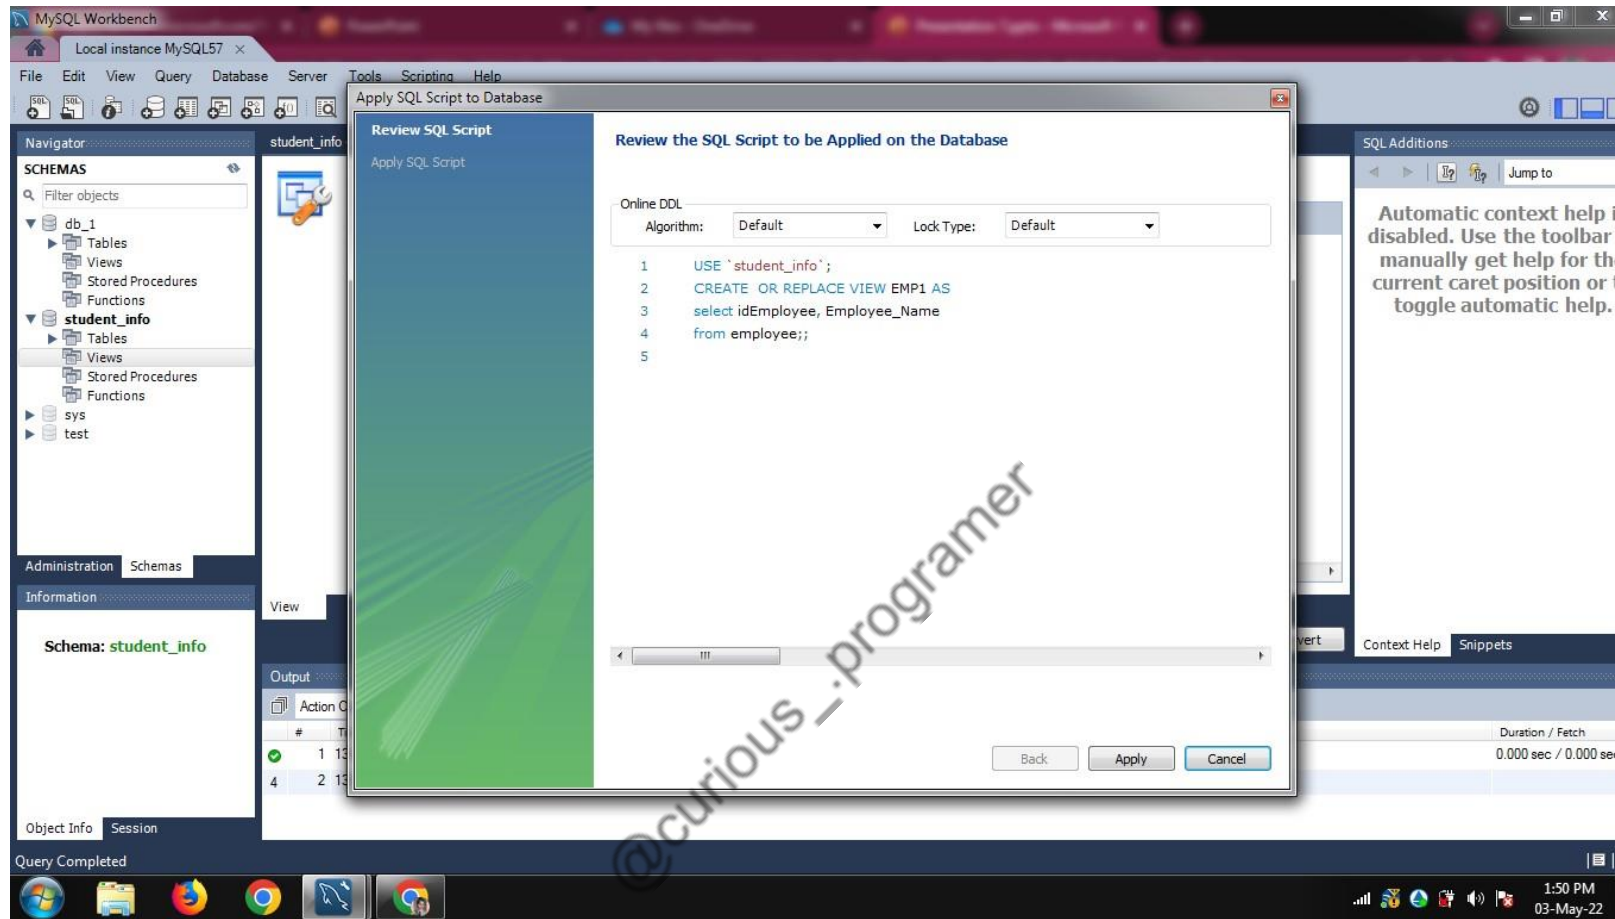 MySQL Workbench
Local instance MySQL57
File Edit View Query Database Server Tools Scripting Help
Navigator
SCHEMAS
Filter objects
db_1
Tables
Views
Stored Procedures
Functions
student_info
Tables
Views
Stored Procedures
Functions
sys
test
Administration Schemas
Information
Schema: student_info
Object Info Session
Query Completed
student_info
View
Output
Action
#
1 13
4 2 13
Apply SQL Script to Database
Review SQL Script
Apply SQL Script
Review the SQL Script to be Applied on the Database
Online DDL
Algorithm: Default Lock Type: Default
1 USE `student_info`;
2 CREATE  OR REPLACE VIEW EMP1 AS
3 select idEmployee, Employee_Name
4 from employee;;
5
Back Apply Cancel
vert
SQL Additions
Jump to
Automatic context help
disabled. Use the toolbar
manually get help for
current caret position or
toggle automatic help.
Context Help Snippets
Duration / Fetch
0.000 sec / 0.000
@curious_.programer
1:50 PM
03-May-22